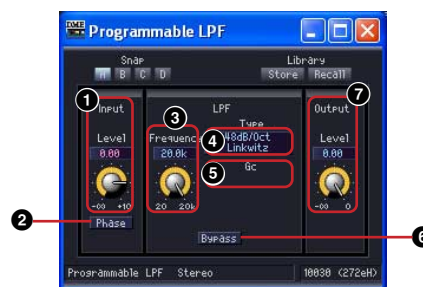 Programmable LPF
Snap
Library
A B C D
Store Recall
1
3
7
Input
LPF
Output
Type
Level
Frequency
4
48dB/Oct
Linkwitz
Level
0.00
20.0k
0.00
5
Gc
-∞ +10
20 20k
-∞ 0
2
Phase
Bypass
6
Programmable LPF Stereo
10030 (272eH)